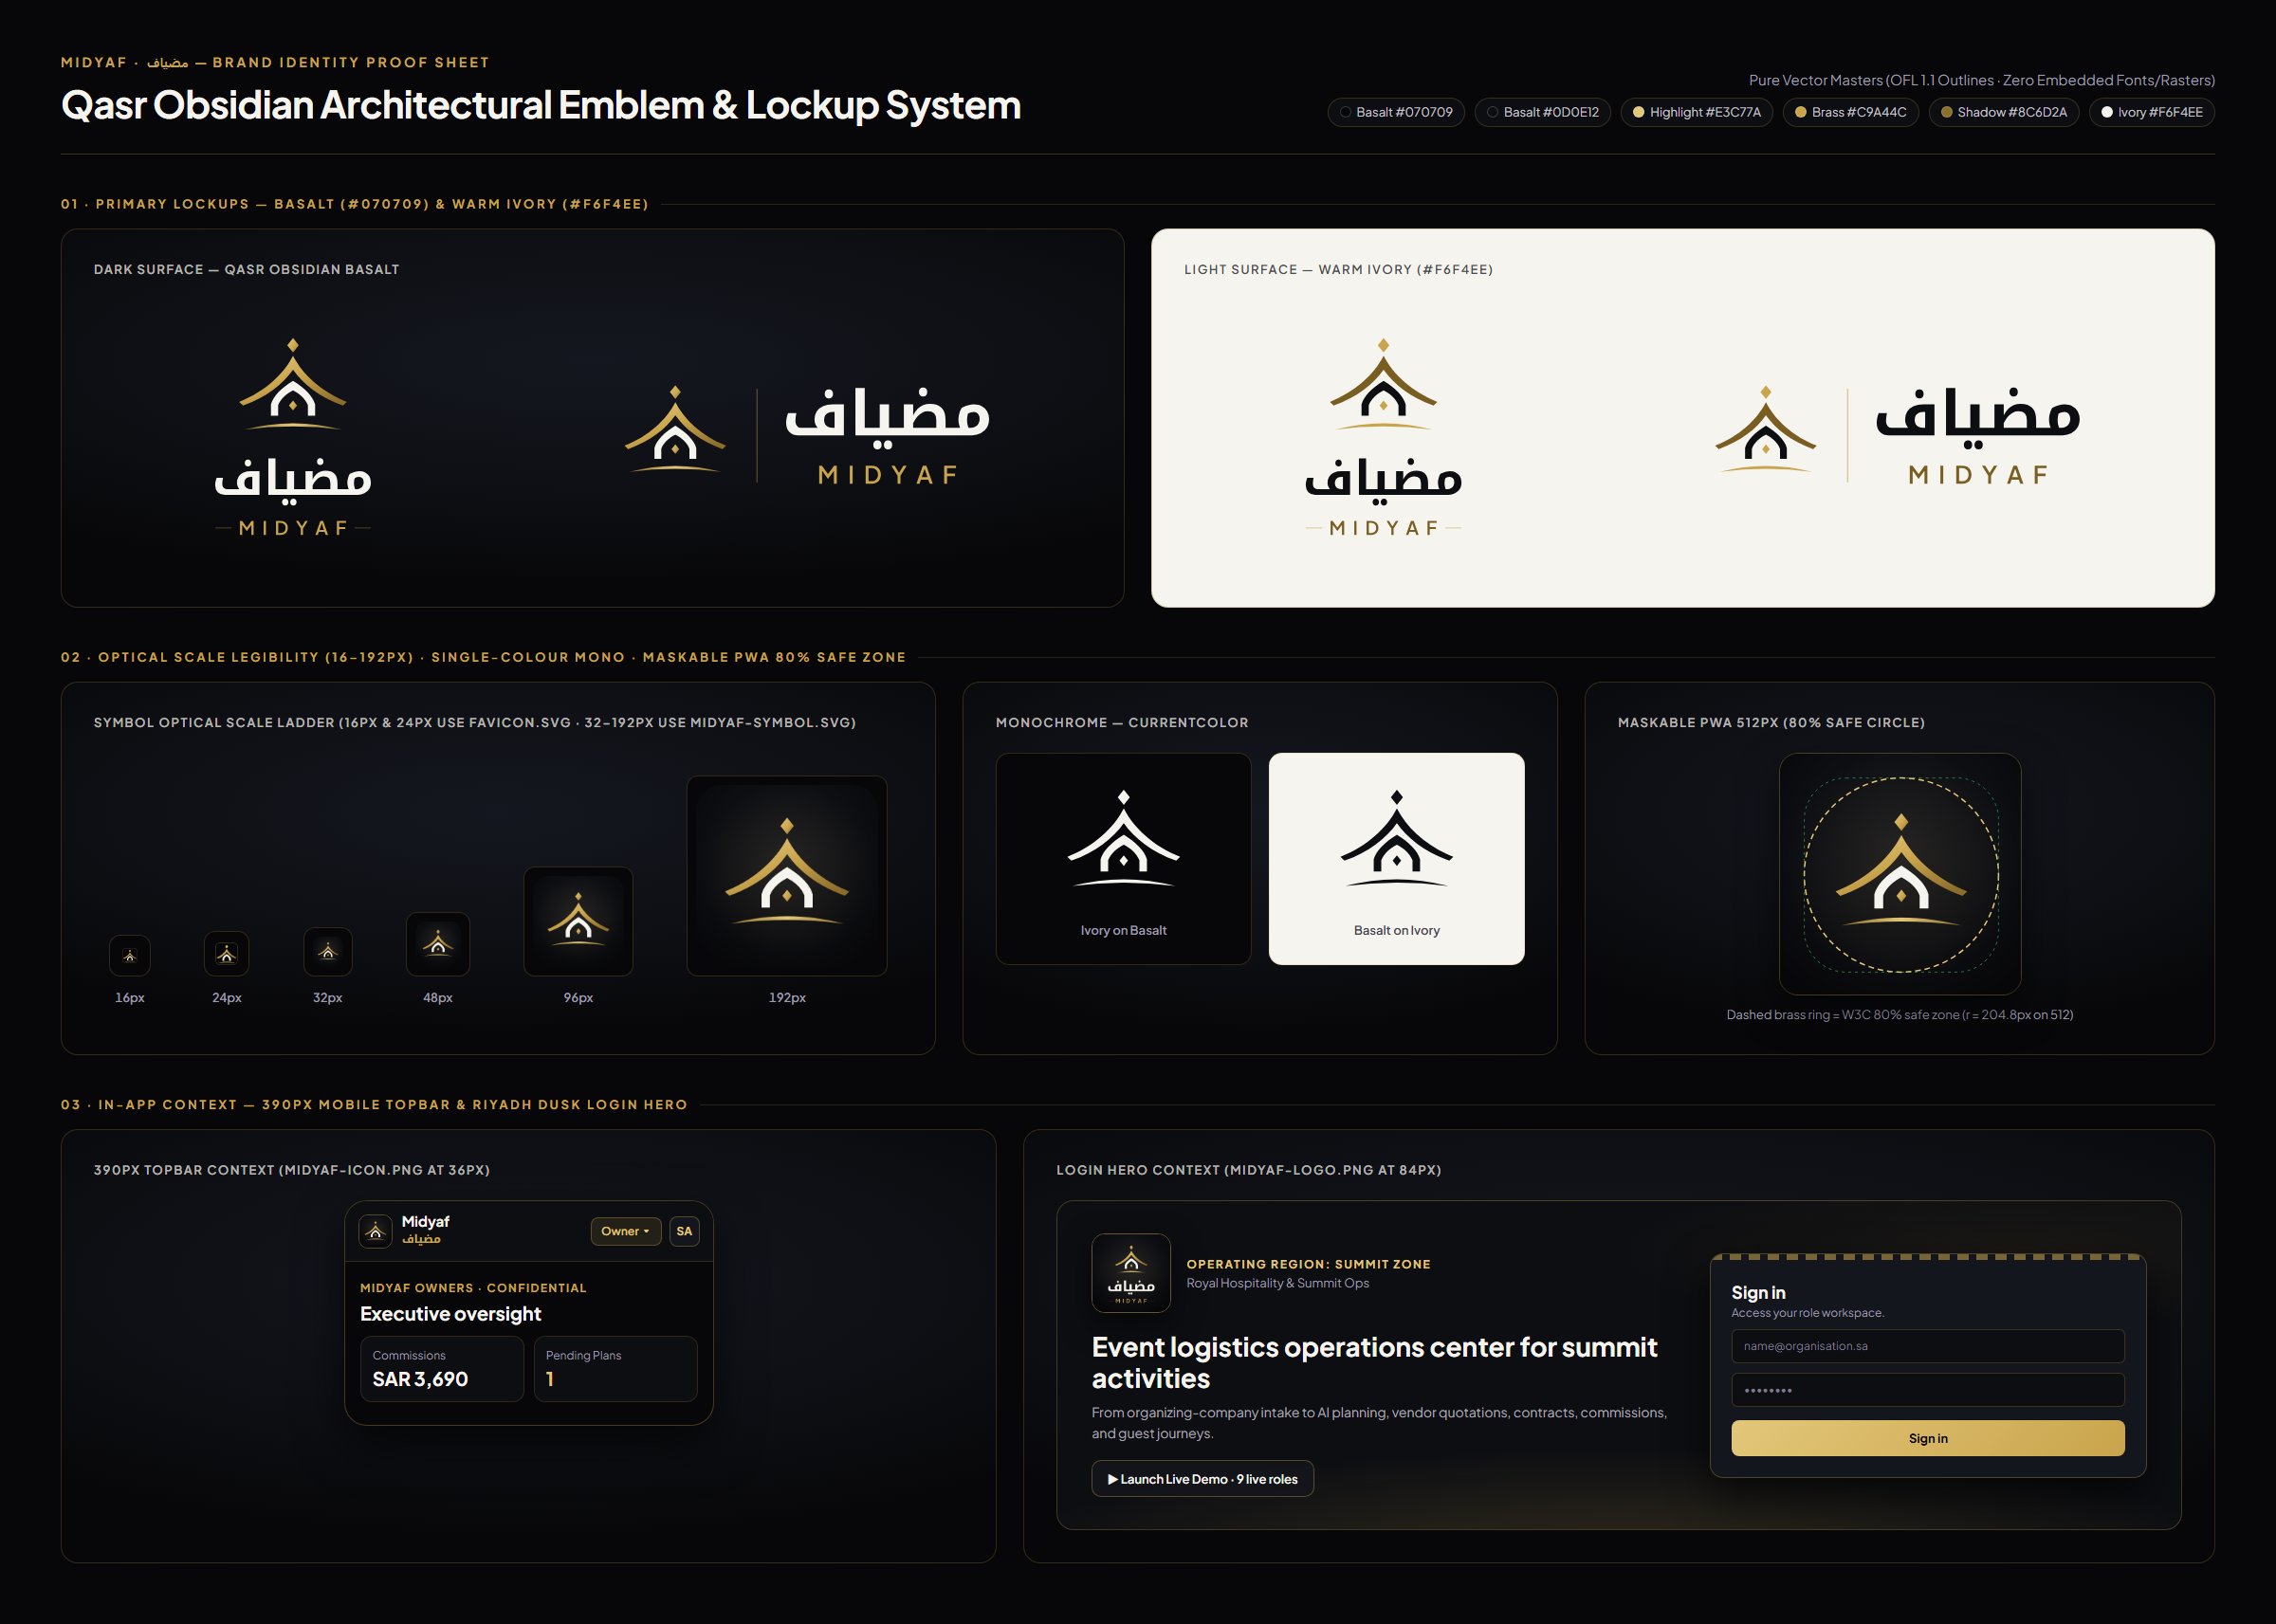 MIDYAF · مضياف — BRAND IDENTITY PROOF SHEET
Qasr Obsidian Architectural Emblem & Lockup System
Pure Vector Masters (OFL 1.1 Outlines · Zero Embedded Fonts/Rasters)
Basalt #070709
Basalt #0D0E12
Highlight #E3C77A
Brass #C9A44C
Shadow #8C6D2A
Ivory #F6F4EE
01 · PRIMARY LOCKUPS — BASALT (#070709) & WARM IVORY (#F6F4EE)
DARK SURFACE — QASR OBSIDIAN BASALT
مضياف
MIDYAF
مضياف
MIDYAF
LIGHT SURFACE — WARM IVORY (#F6F4EE)
مضياف
MIDYAF
مضياف
MIDYAF
02 · OPTICAL SCALE LEGIBILITY (16–192PX) · SINGLE-COLOUR MONO · MASKABLE PWA 80% SAFE ZONE
SYMBOL OPTICAL SCALE LADDER (16PX & 24PX USE FAVICON.SVG · 32–192PX USE MIDYAF-SYMBOL.SVG)
16px
24px
32px
48px
96px
192px
MONOCHROME — CURRENTCOLOR
Ivory on Basalt
Basalt on Ivory
MASKABLE PWA 512PX (80% SAFE CIRCLE)
Dashed brass ring = W3C 80% safe zone (r = 204.8px on 512)
03 · IN-APP CONTEXT — 390PX MOBILE TOPBAR & RIYADH DUSK LOGIN HERO
390PX TOPBAR CONTEXT (MIDYAF-ICON.PNG AT 36PX)
Midyaf
مضياف
Owner
SA
MIDYAF OWNERS · CONFIDENTIAL
Executive oversight
Commissions
SAR 3,690
Pending Plans
1
LOGIN HERO CONTEXT (MIDYAF-LOGO.PNG AT 84PX)
مضياف
MIDYAF
OPERATING REGION: SUMMIT ZONE
Royal Hospitality & Summit Ops
Event logistics operations center for summit
activities
From organizing-company intake to AI planning, vendor quotations, contracts, commissions,
and guest journeys.
▶ Launch Live Demo · 9 live roles
Sign in
Access your role workspace.
name@organisation.sa
••••••••
Sign in